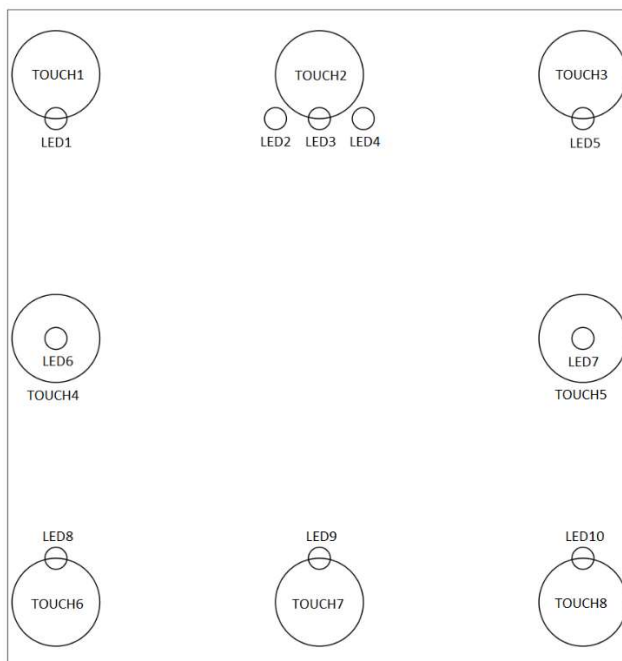 TOUCH1 TOUCH2 TOUCH3
LED1 LED2 LED3 LED4 LED5
LED6 LED7
TOUCH4 TOUCH5
LED8 LED9 LED10
TOUCH6 TOUCH7 TOUCH8